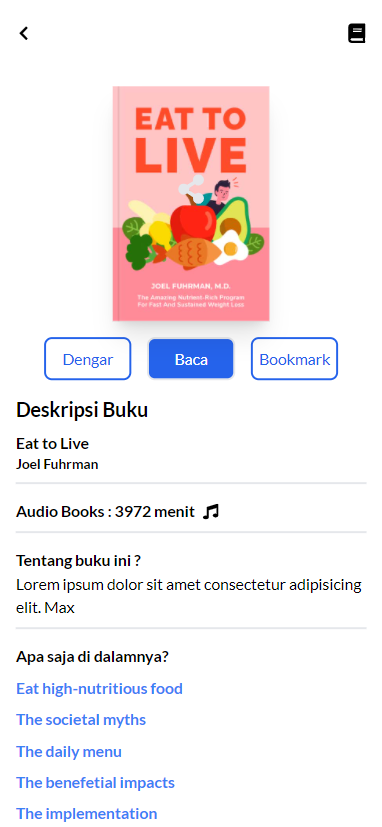 EAT TO
LIVE
JOEL FUHRMAN, M.D.
The Amazing Nutrient-Rich Program
For Fast And Sustained Weight Loss
Dengar
Baca
Bookmark
Deskripsi Buku
Eat to Live
Joel Fuhrman
Audio Books : 3972 menit
Tentang buku ini ?
Lorem ipsum dolor sit amet consectetur adipisicing
elit. Max
Apa saja di dalamnya?
Eat high-nutritious food
The societal myths
The daily menu
The benefetial impacts
The implementation